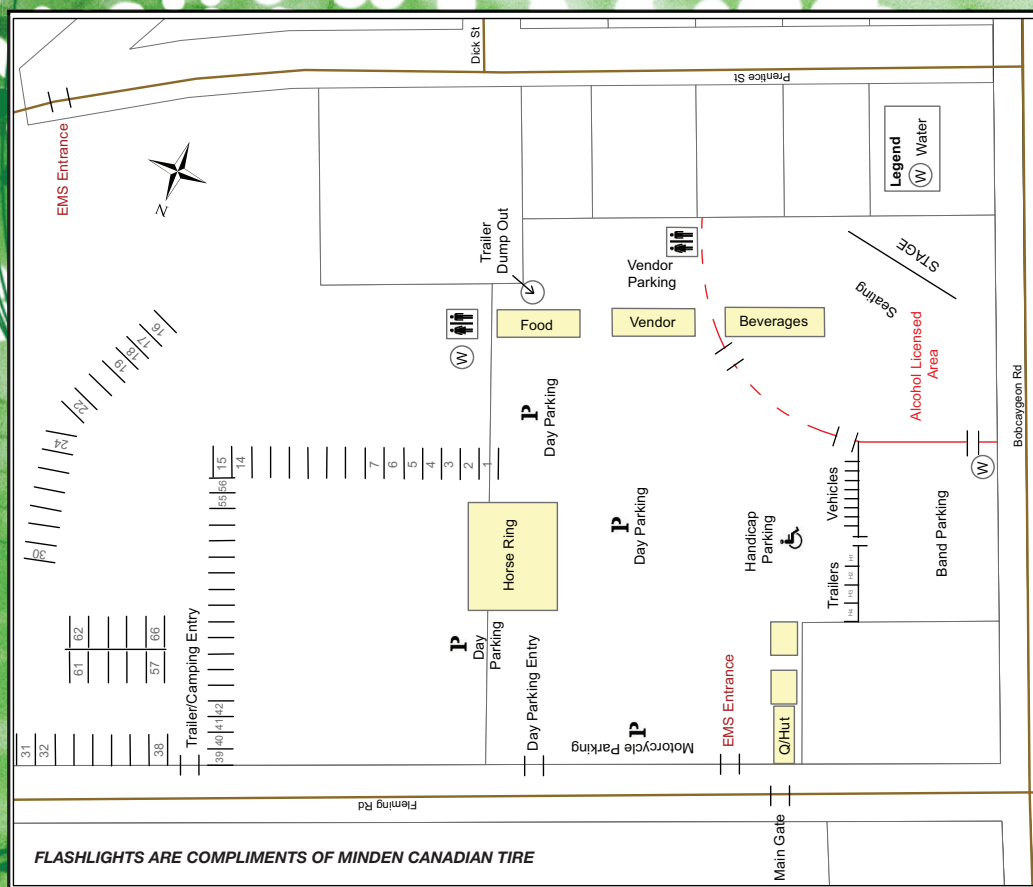 Dick St
Prentice St
EMS Entrance
N
Legend
W Water
Trailer
Dump Out
Vendor
Parking
STAGE
Seating
Food
Vendor
Beverages
W
16
17
18
19
22
24
30
Alcohol Licensed
Area
Bobcaygeon Rd
P
Day Parking
15
14
7
6
5
4
3
2
1
56
55
W
Horse Ring
P
Day Parking
Handicap
Parking
Vehicles
Trailers
H1
H2
H3
H4
Band Parking
62
66
61
57
Trailer/Camping Entry
P
Day
Parking
Day Parking Entry
EMS Entrance
42
41
40
39
31
32
38
P
Motorcycle Parking
Q/Hut
Fleming Rd
Main Gate
FLASHLIGHTS ARE COMPLIMENTS OF MINDEN CANADIAN TIRE